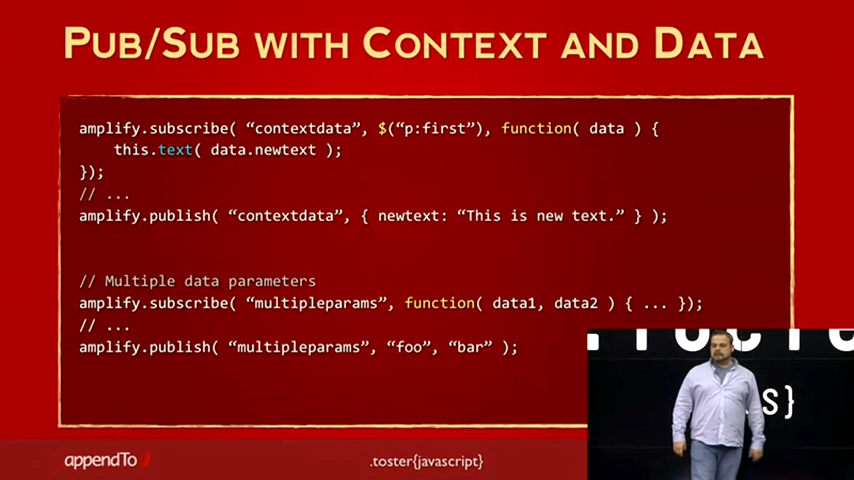 PUB/SUB WITH CONTEXT AND DATA
amplify.subscribe( “contextdata”, $(“p:first”), function( data ) {
this.text( data.newtext );
});
// ...
amplify.publish( “contextdata”, { newtext: “This is new text.” } );
// Multiple data parameters
amplify.subscribe( “multipleparams”, function( data1, data2 ) { ... });
// ...
amplify.publish( “multipleparams”, “foo”, “bar” );
appendTo
.toster{javascript}
s}